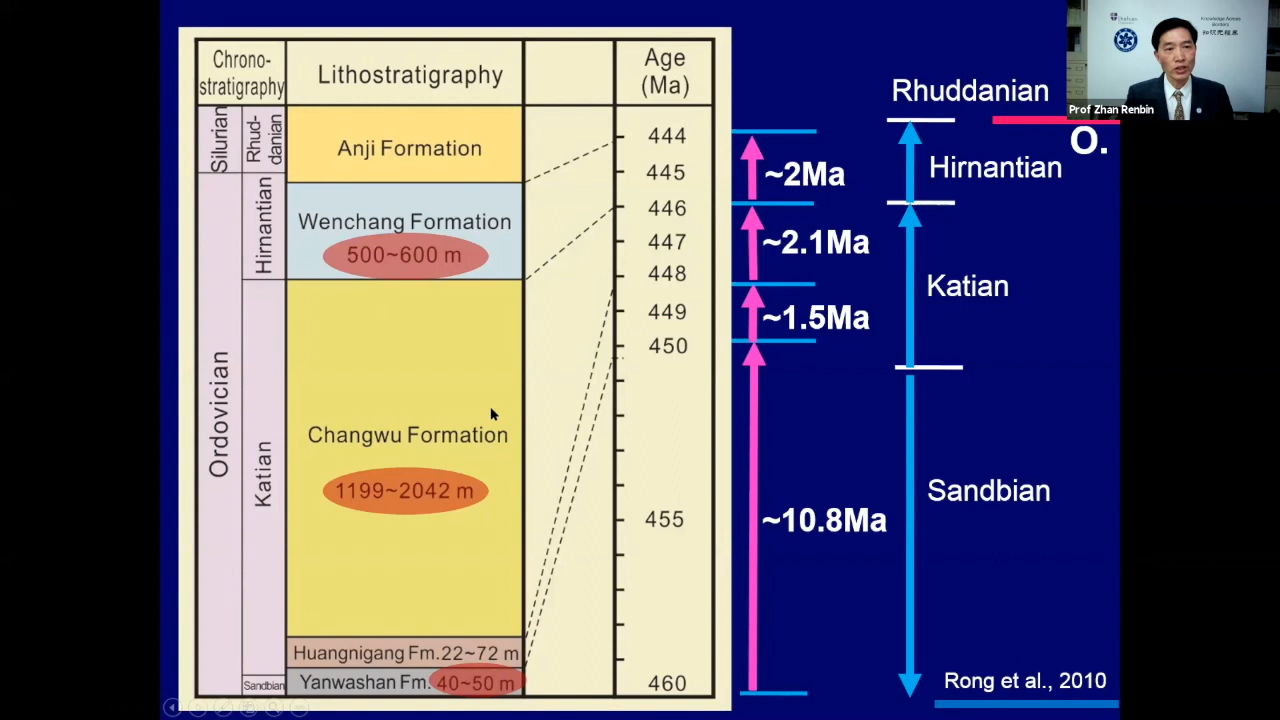 Chrono-
stratigraphy
Lithostratigraphy
Age
(Ma)
Silurian
Rhud-
danian
Anji Formation
Ordovician
Hirnantian
Wenchang Formation
500~600 m
Katian
Changwu Formation
1199~2042 m
Huangnigang Fm. 22~72 m
Sandbian
Yanwashan Fm. 40~50 m
444
445
446
447
448
449
450
455
460
~2Ma
~2.1Ma
~1.5Ma
~10.8Ma
Rhuddanian
O.
Hirnantian
Katian
Sandbian
Rong et al., 2010
Knowledge Across
Borders
Prof Zhan Renbin